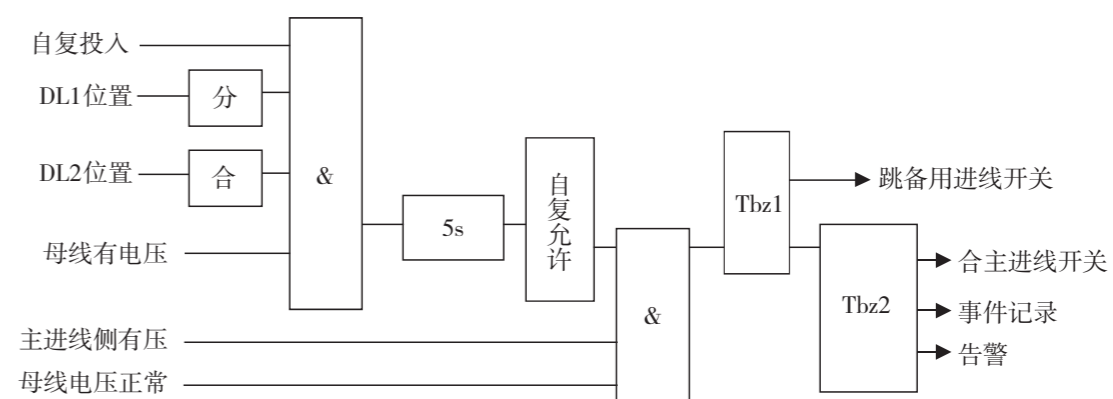 自复投入
DL1位置
分
DL2位置
合
&
母线有电压
5s
自复允许
主进线侧有压
母线电压正常
&
Tbz1
跳备用进线开关
Tbz2
合主进线开关
事件记录
告警